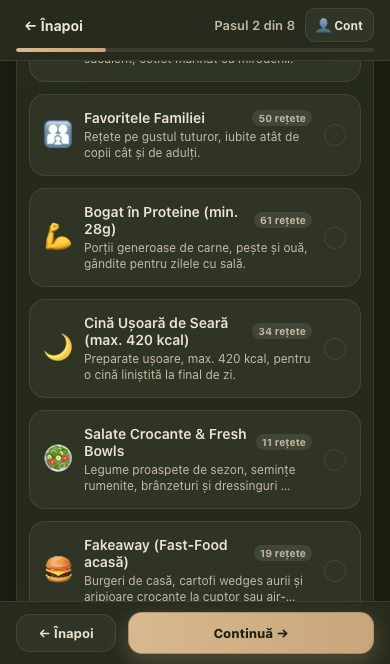 ← Înapoi
Pasul 2 din 8
Cont
Favoritele Familiei
50 rețete
Rețete pe gustul tuturor, iubite atât de
copii cât și de adulți.
Bogat în Proteine (min.
28g)
61 rețete
Porții generoase de carne, pește și ouă,
gândite pentru zilele cu sală.
Cină Ușoară de Seară
(max. 420 kcal)
34 rețete
Preparate ușoare, max. 420 kcal, pentru
o cină liniștită la final de zi.
Salate Crocante & Fresh
Bowls
11 rețete
Legume proaspete de sezon, semințe
rumenite, brânzeturi și dressinguri ...
Fakeaway (Fast-Food
acasă)
19 rețete
Burgeri de casă, cartofi wedges aurii și
aripioare crocante la cuptor sau air-...
← Înapoi
Continuă →